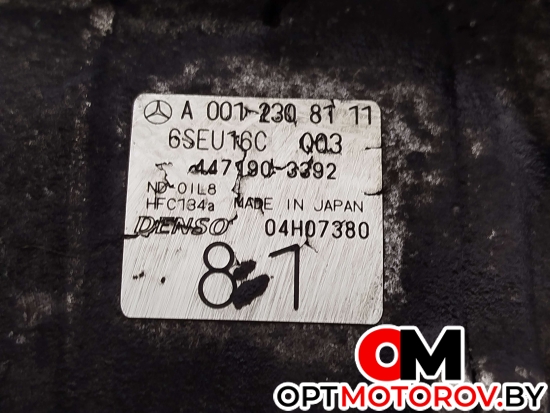 A 001 230 81 11
6SEU16C 003
447190-3392
ND-OIL8
HFC134a MADE IN JAPAN
DENSO 04H07380
81
OM
OPTMOTOROV.BY